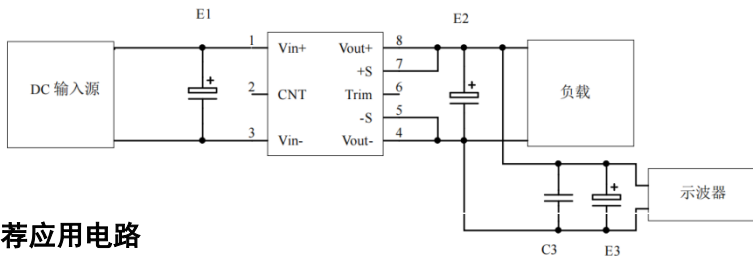 E1
E2
1 Vin+ Vout+ 8
+S 7
DC 输入源
2 CNT Trim 6
负载
-S 5
3 Vin- Vout- 4
+
+
+
示波器
C3
E3
荐应用电路